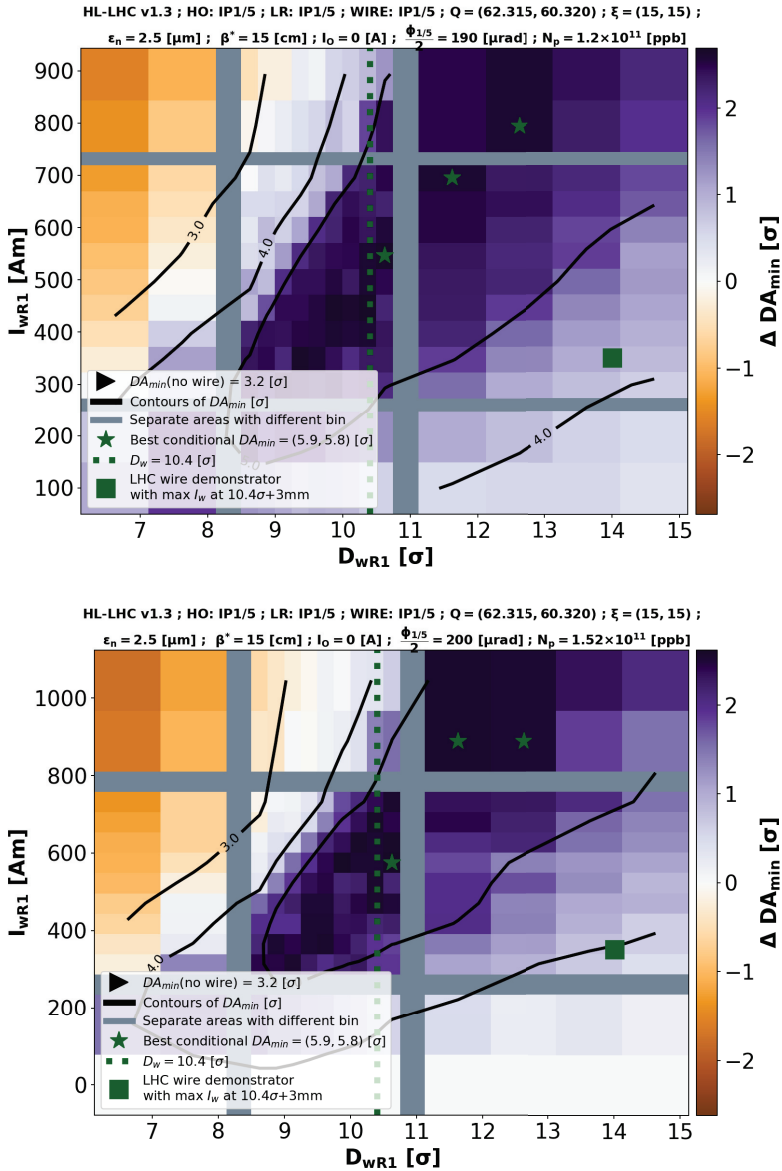 HL-LHC v1.3 ; HO: IP1/5 ; LR: IP1/5 ; WIRE: IP1/5 ; Q = (62.315, 60.320) ; ξ = (15, 15) ;
εn = 2.5 [μm] ; β* = 15 [cm] ; IO = 0 [A] ; ϕ1/5/2 = 190 [μrad] ; Np = 1.2×10¹¹ [ppb]
900
800
700
600
500
400
300
200
100
IwR1 [Am]
3.0
4.0
5.0
4.0
DAmin(no wire) = 3.2 [σ]
Contours of DAmin [σ]
Separate areas with different bin
Best conditional DAmin = (5.9, 5.8) [σ]
Dw = 10.4 [σ]
LHC wire demonstrator
with max Iw at 10.4σ+3mm
7 8 9 10 11 12 13 14 15
DwR1 [σ]
2
1
0
−1
−2
Δ DAmin [σ]
HL-LHC v1.3 ; HO: IP1/5 ; LR: IP1/5 ; WIRE: IP1/5 ; Q = (62.315, 60.320) ; ξ = (15, 15) ;
εn = 2.5 [μm] ; β* = 15 [cm] ; IO = 0 [A] ; ϕ1/5/2 = 200 [μrad] ; Np = 1.52×10¹¹ [ppb]
1000
800
600
400
200
0
IwR1 [Am]
3.0
4.0
DAmin(no wire) = 3.2 [σ]
Contours of DAmin [σ]
Separate areas with different bin
Best conditional DAmin = (5.9, 5.8) [σ]
Dw = 10.4 [σ]
LHC wire demonstrator
with max Iw at 10.4σ+3mm
7 8 9 10 11 12 13 14 15
DwR1 [σ]
2
1
0
−1
−2
Δ DAmin [σ]